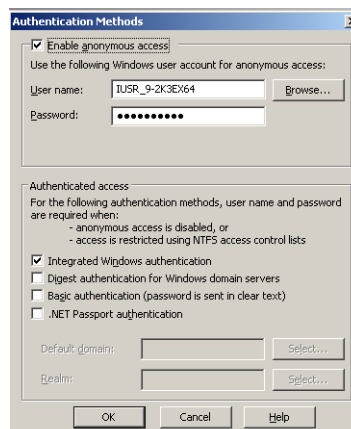 Authentication Methods
Enable anonymous access
Use the following Windows user account for anonymous access:
User name: IUSR_9-2K3EX64 Browse...
Password: ●●●●●●●●●●
Authenticated access
For the following authentication methods, user name and password
are required when:
- anonymous access is disabled, or
- access is restricted using NTFS access control lists
Integrated Windows authentication
Digest authentication for Windows domain servers
Basic authentication (password is sent in clear text)
.NET Passport authentication
Default domain: Select...
Realm: Select...
OK Cancel Help